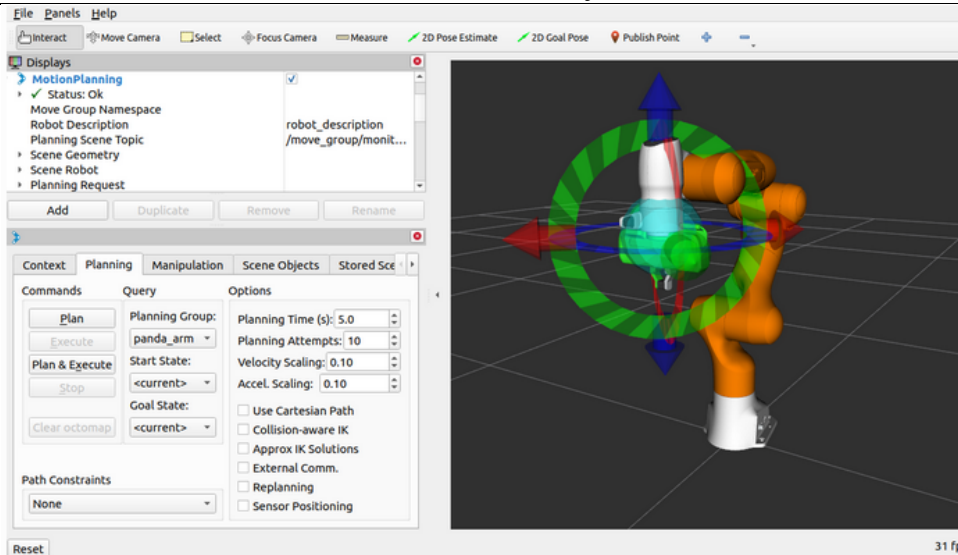 File Panels Help
Interact Move Camera Select Focus Camera Measure 2D Pose Estimate 2D Goal Pose Publish Point
Displays
MotionPlanning
Status: Ok
Move Group Namespace
Robot Description robot_description
Planning Scene Topic /move_group/monit...
Scene Geometry
Scene Robot
Planning Request
Add Duplicate Remove Rename
Context Planning Manipulation Scene Objects Stored Sce
Commands Query Options
Plan Planning Group: Planning Time (s): 5.0
Execute panda_arm Planning Attempts: 10
Plan & Execute Start State: Velocity Scaling: 0.10
Stop <current> Accel. Scaling: 0.10
Goal State: Use Cartesian Path
Clear octomap <current> Collision-aware IK
Approx IK Solutions
External Comm.
Path Constraints Replanning
None Sensor Positioning
Reset 31 fp